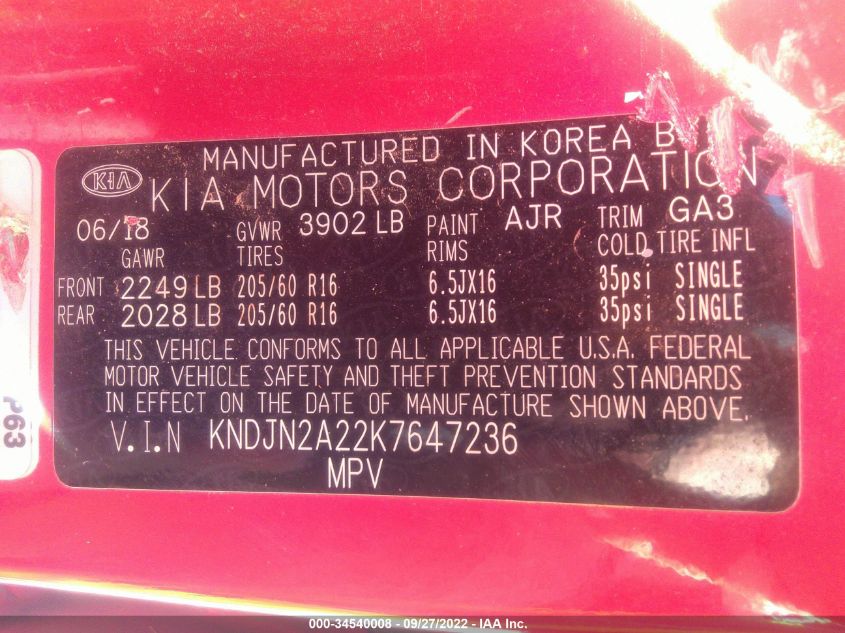 MANUFACTURED IN KOREA
KIA KIA MOTORS CORPORATION
06/18 GVWR 3902 LB PAINT AJR TRIM GA3
GAWR TIRES RIMS COLD TIRE INFL
FRONT 2249 LB 205/60 R16 6.5JX16 35psi SINGLE
REAR 2028 LB 205/60 R16 6.5JX16 35psi SINGLE
THIS VEHICLE CONFORMS TO ALL APPLICABLE U.S.A. FEDERAL
MOTOR VEHICLE SAFETY AND THEFT PREVENTION STANDARDS
IN EFFECT ON THE DATE OF MANUFACTURE SHOWN ABOVE.
V.I.N KNDJN2A22K7647236
MPV
000-34540008 - 09/27/2022 - IAA Inc.